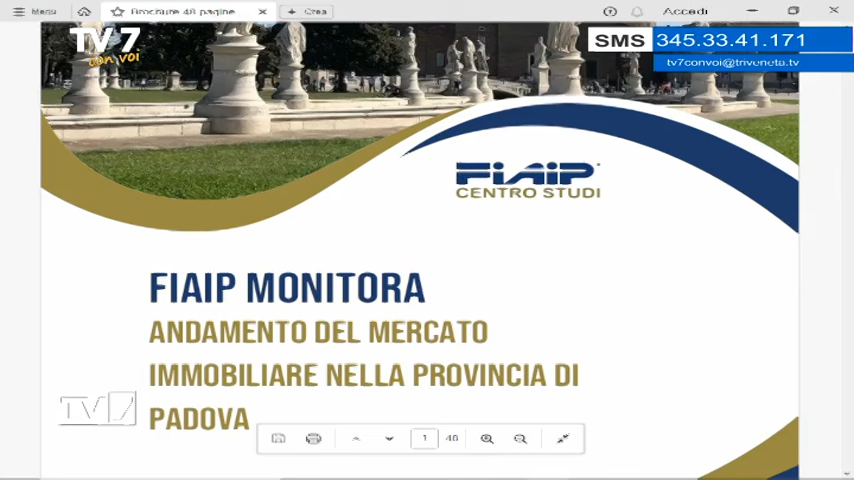 Menu
Brochure 48 pagine
Crea
Accedi
TV7
con voi
SMS 345.33.41.171
tv7convoi@triveneta.tv
FIAIP
CENTRO STUDI
FIAIP MONITORA
ANDAMENTO DEL MERCATO
IMMOBILIARE NELLA PROVINCIA DI
PADOVA
TV7
1 48